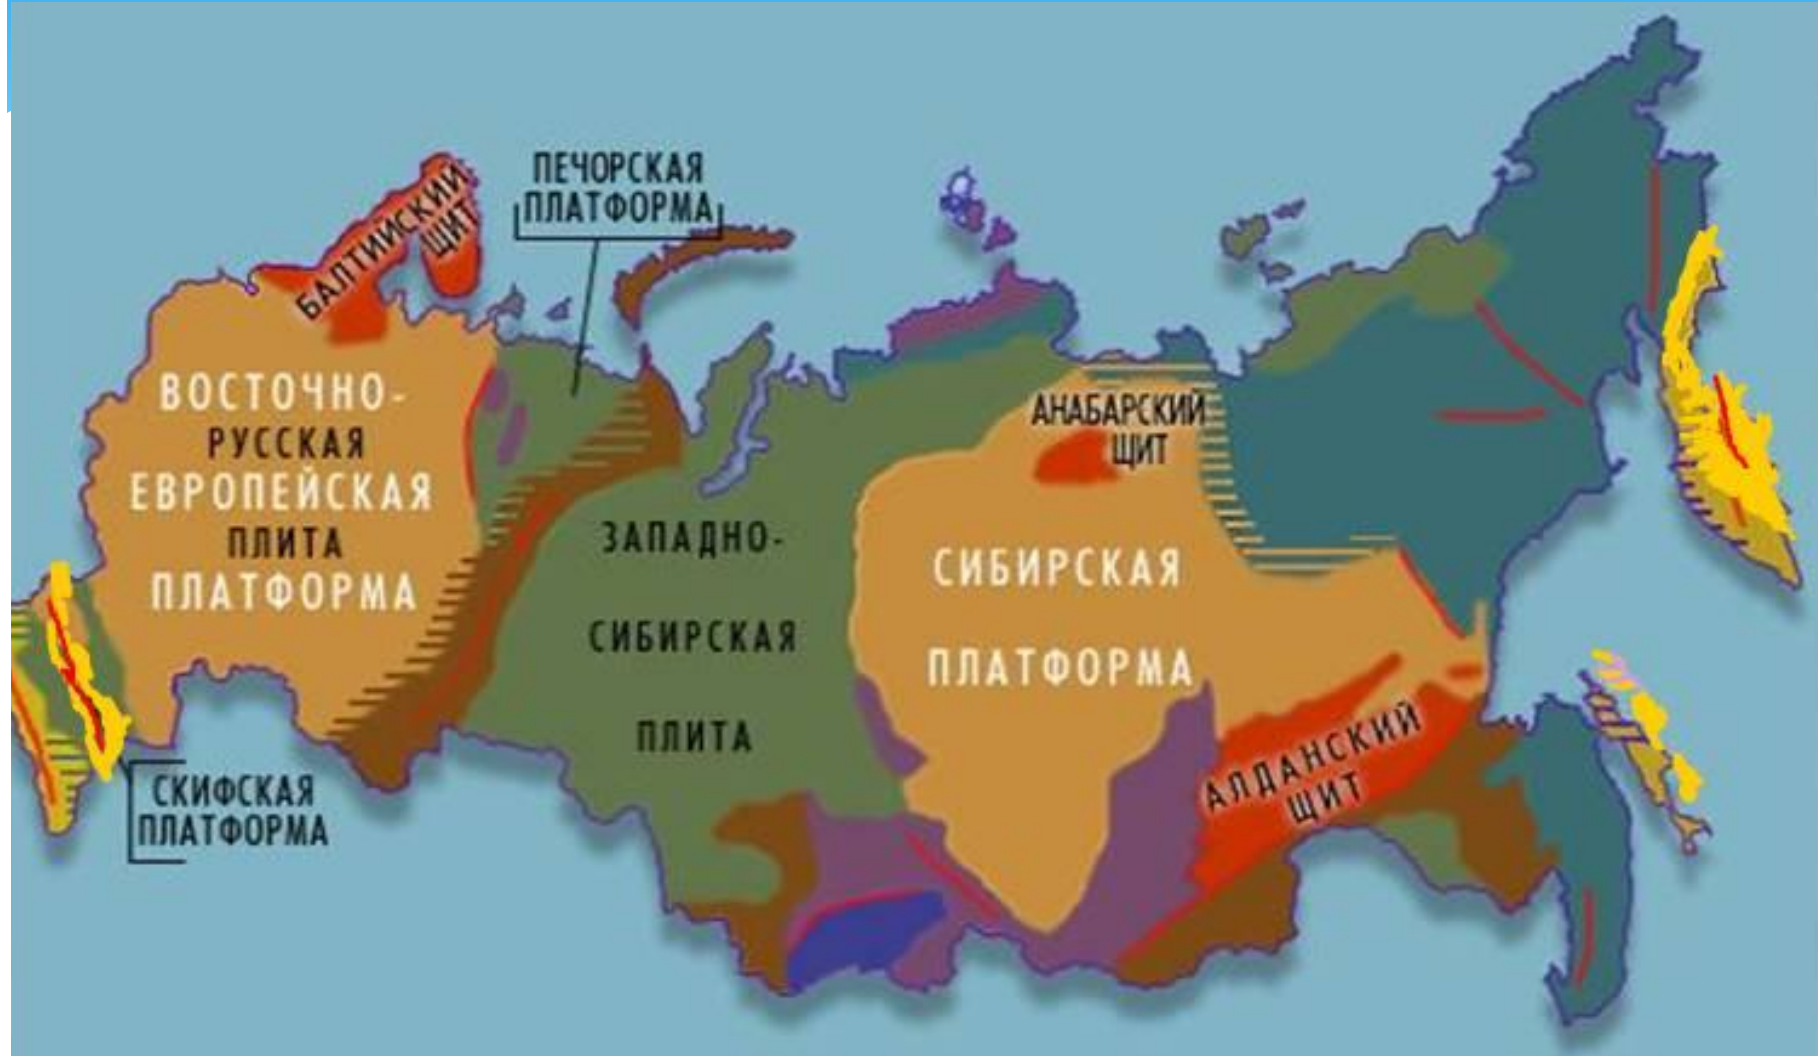 ПЕЧОРСКАЯ
ПЛАТФОРМА
БАЛТИЙСКИЙ
ЩИТ
ВОСТОЧНО-
РУССКАЯ
ЕВРОПЕЙСКАЯ
ПЛИТА
ПЛАТФОРМА
АНАБАРСКИЙ
ЩИТ
ЗАПАДНО-
СИБИРСКАЯ
ПЛИТА
СИБИРСКАЯ
ПЛАТФОРМА
АЛДАНСКИЙ
ЩИТ
СКИФСКАЯ
ПЛАТФОРМА